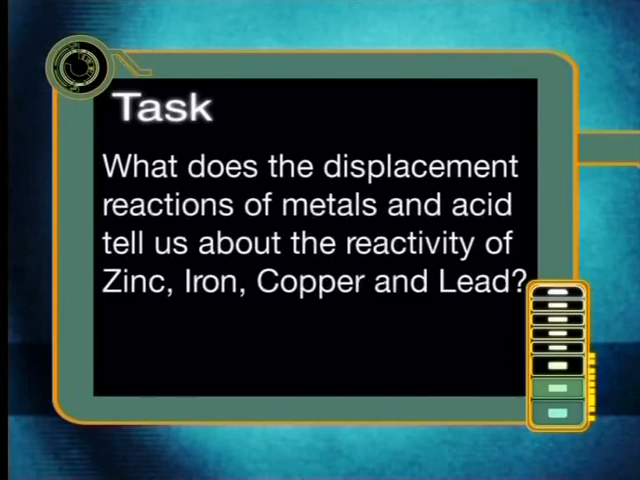 Task
What does the displacement
reactions of metals and acid
tell us about the reactivity of
Zinc, Iron, Copper and Lead?